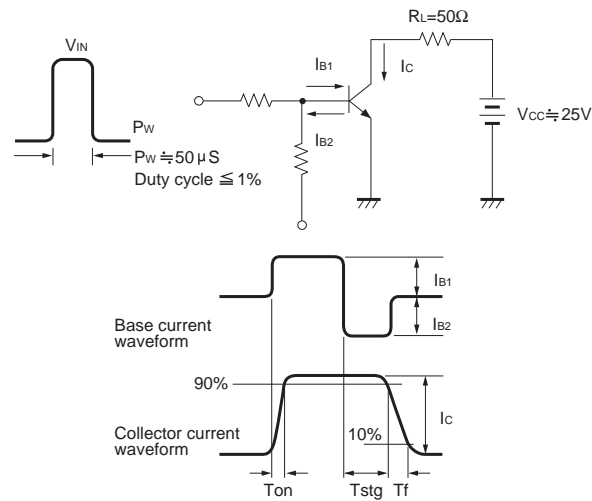 VIN
PW
PW≒50μS
Duty cycle ≦1%
RL=50Ω
IB1
IC
IB2
VCC≒25V
Base current
waveform
IB1
IB2
90%
Collector current
waveform
10%
IC
Ton
Tstg
Tf